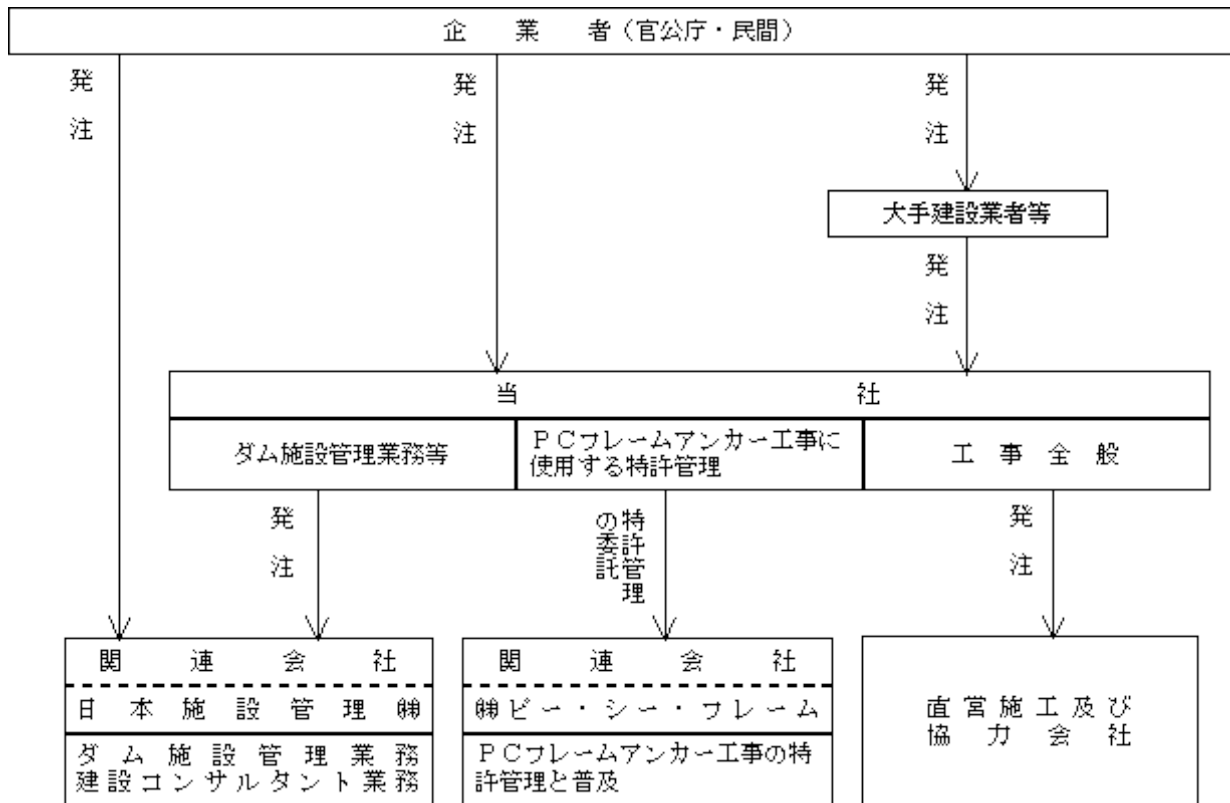 企業者（官公庁・民間）
発注
発注
発注
大手建設業者等
発注
当社
ダム施設管理業務等
ＰＣフレームアンカー工事に
使用する特許管理
工事全般
発注
特許管理
の委託
発注
関連会社
日本施設管理㈱
ダム施設管理業務
建設コンサルタント業務
関連会社
㈱ピー・シー・フレーム
ＰＣフレームアンカー工事の特
許管理と普及
直営施工及び
協力会社